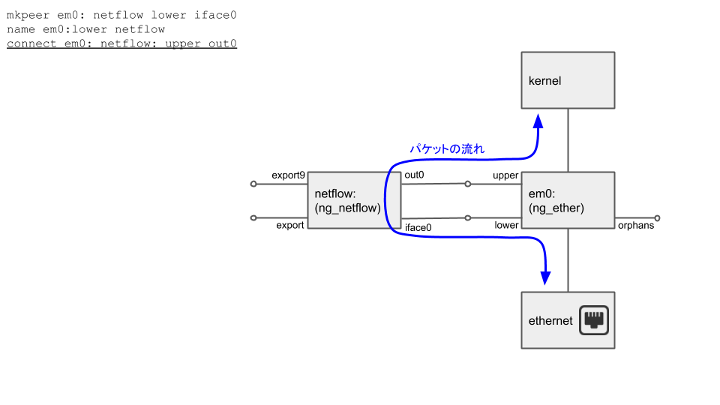 mkpeer em0: netflow lower iface0
name em0:lower netflow
connect em0: netflow: upper out0
kernel
パケットの流れ
export9
out0
upper
netflow:
(ng_netflow)
em0:
(ng_ether)
export
iface0
lower
orphans
ethernet